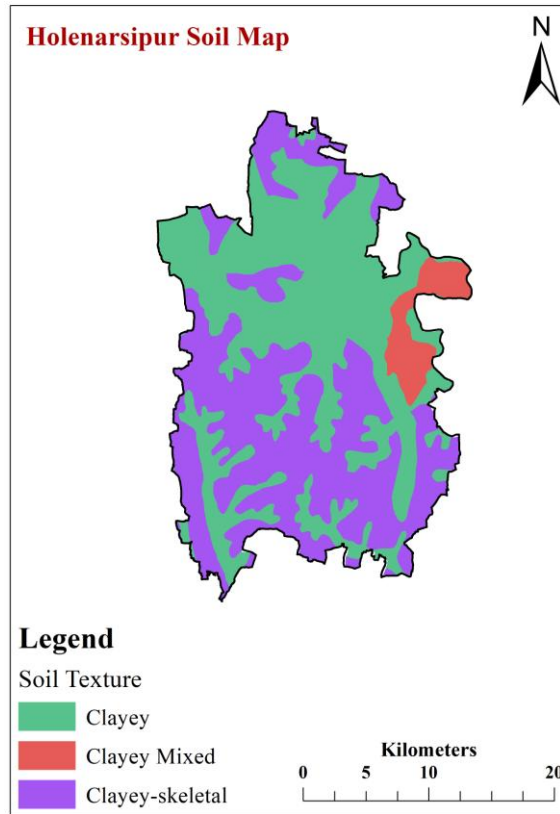 Holenarsipur Soil Map
N
Legend
Soil Texture
Clayey
Clayey Mixed
Clayey-skeletal
Kilometers
0 5 10 20